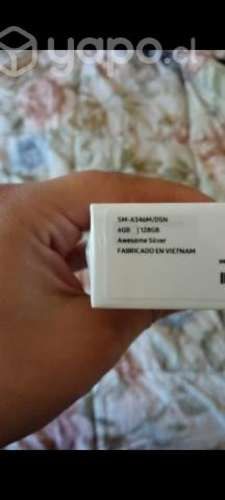 yapo.cl
SM-A346M/DSN
6GB | 128GB
Awesome Silver
FABRICADO EN VIETNAM